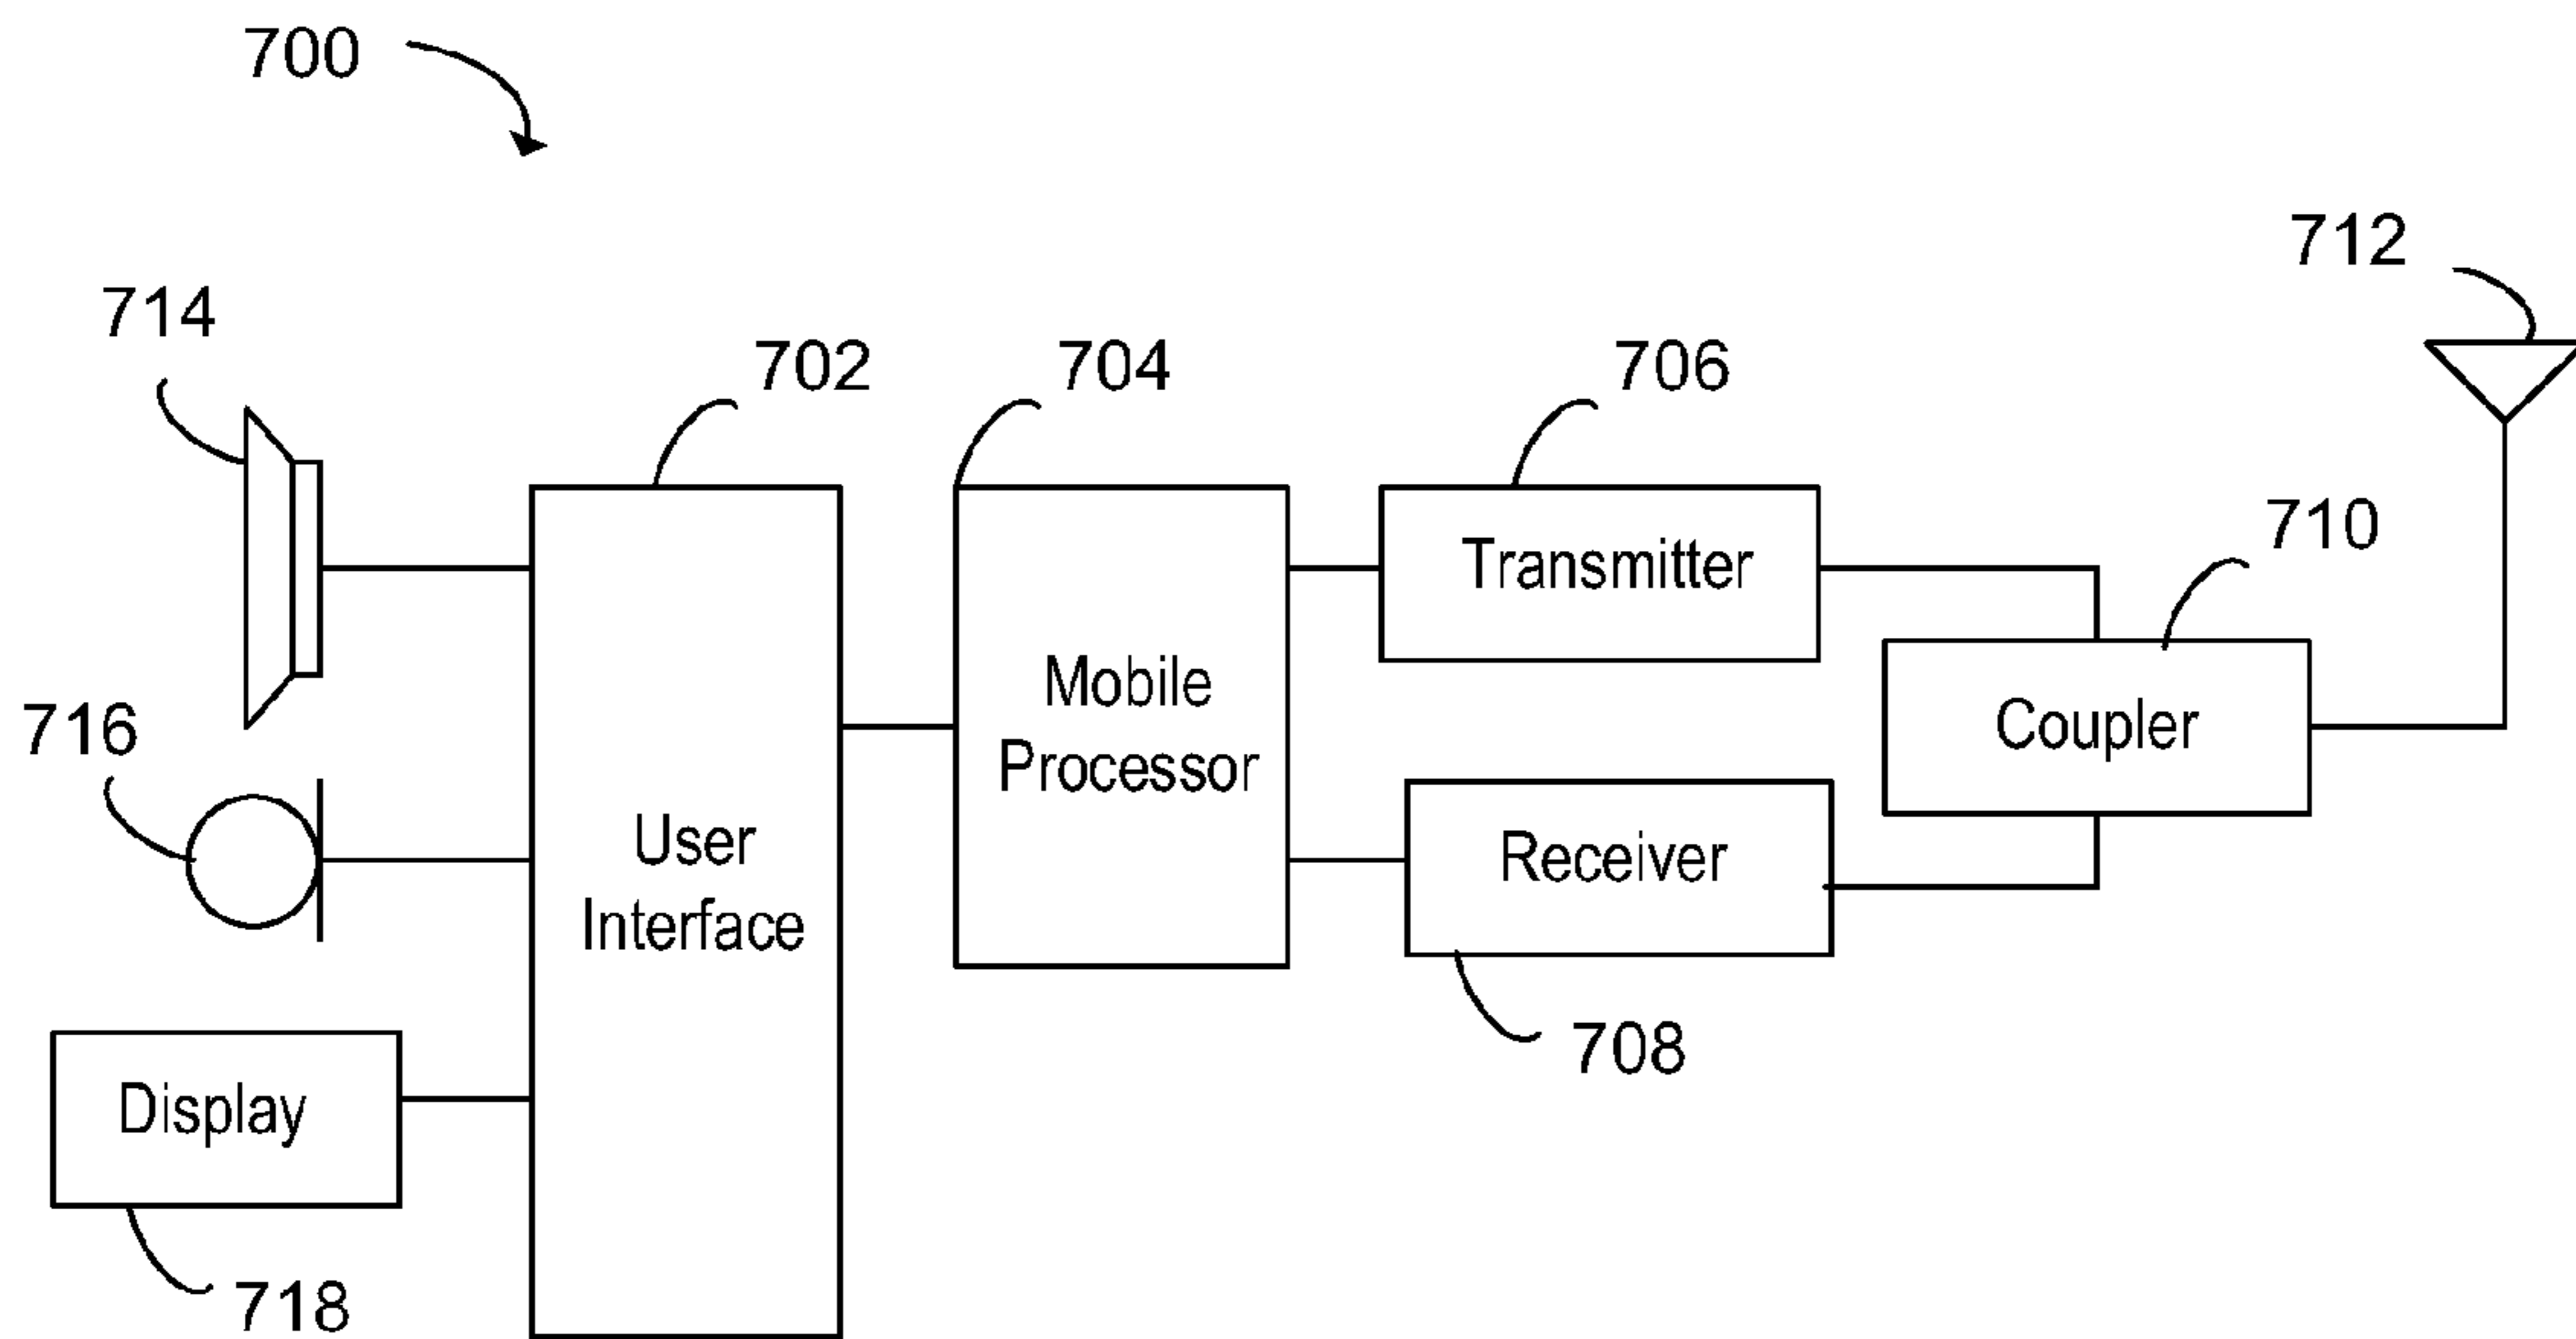 700
712
714
702
704
706
710
Transmitter
Mobile
Processor
Coupler
716
User
Interface
Receiver
Display
708
718